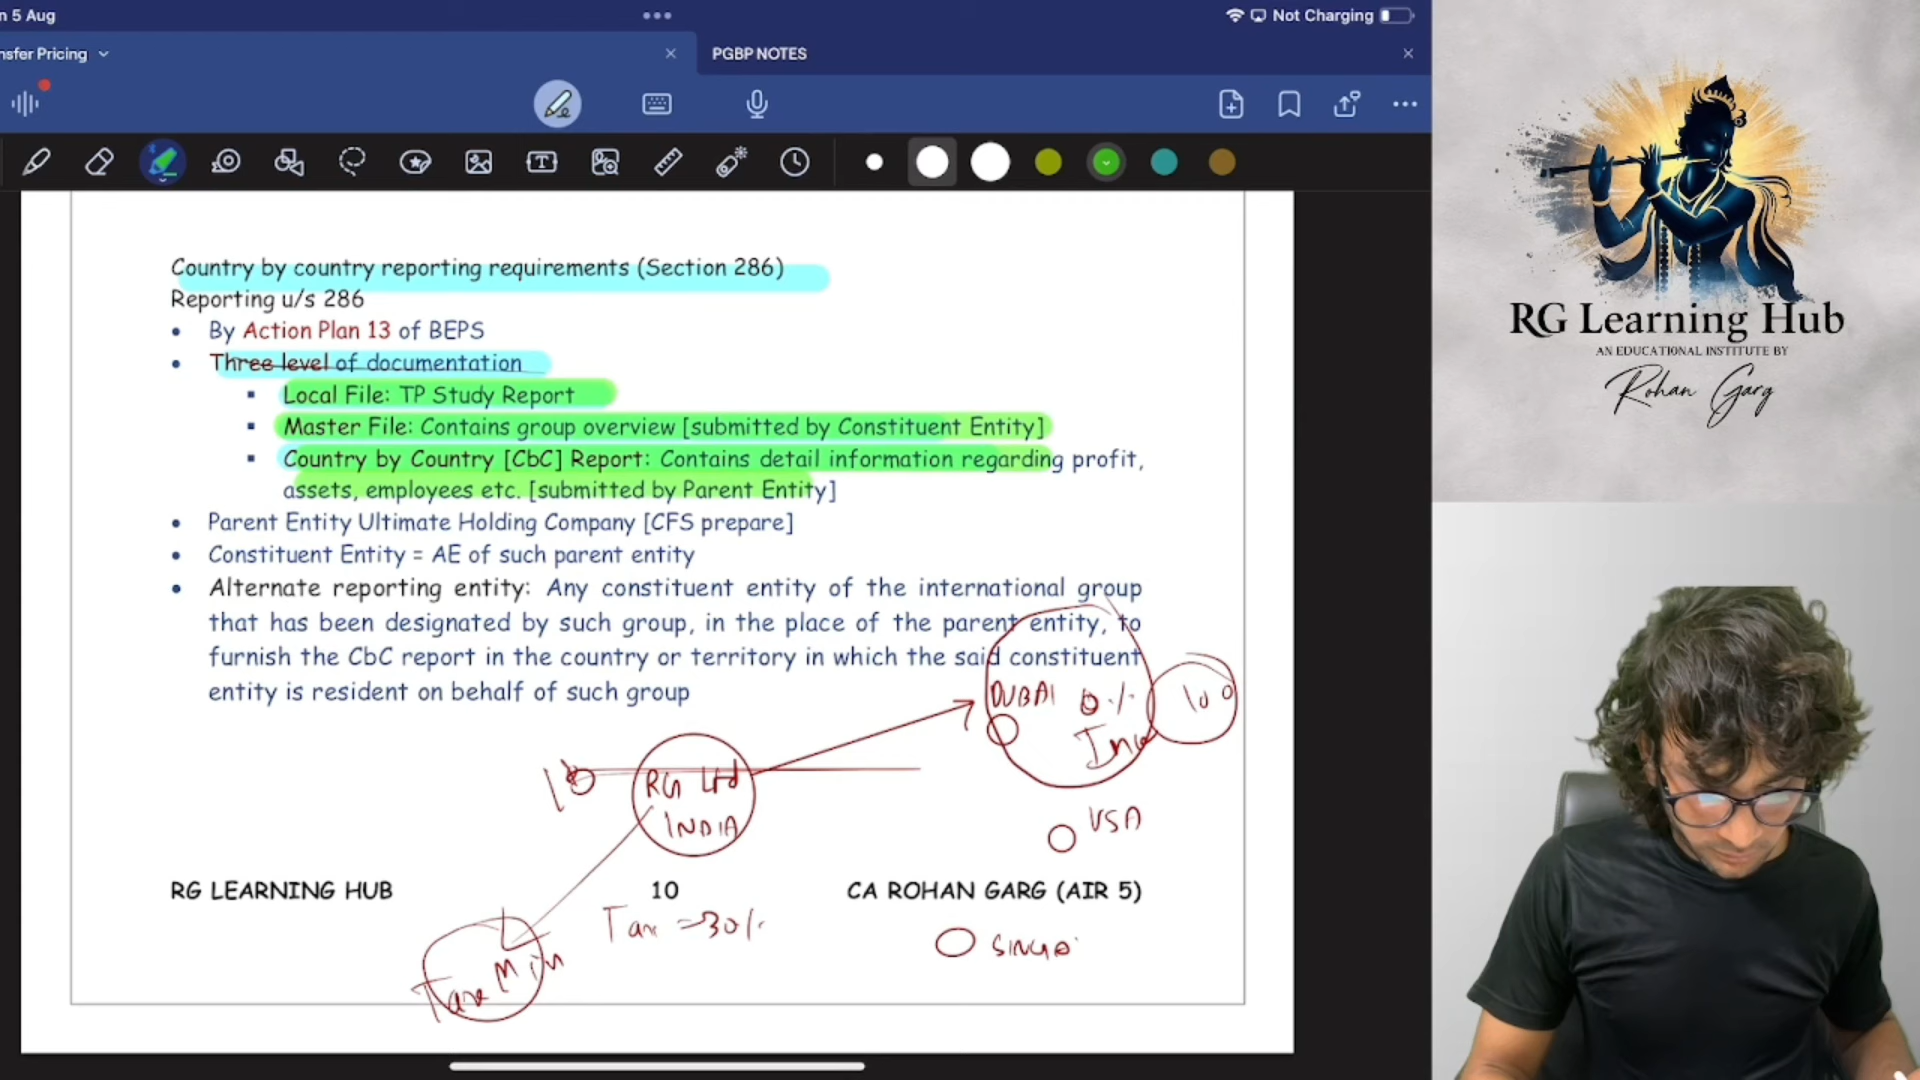 n 5 Aug
Not Charging
nsfer Pricing
PGBP NOTES
Country by country reporting requirements (Section 286)
Reporting u/s 286
• By Action Plan 13 of BEPS
• Three level of documentation
▪ Local File: TP Study Report
▪ Master File: Contains group overview [submitted by Constituent Entity]
▪ Country by Country [CbC] Report: Contains detail information regarding profit,
assets, employees etc. [submitted by Parent Entity]
• Parent Entity Ultimate Holding Company [CFS prepare]
• Constituent Entity = AE of such parent entity
• Alternate reporting entity: Any constituent entity of the international group
that has been designated by such group, in the place of the parent entity, to
furnish the CbC report in the country or territory in which the said constituent
entity is resident on behalf of such group
DUBAI 0%
100
10
RG Ltd
INDIA
USA
RG LEARNING HUB
10
CA ROHAN GARG (AIR 5)
Tax = 30%
Tax Min
RG Learning Hub
AN EDUCATIONAL INSTITUTE BY
Rohan Garg